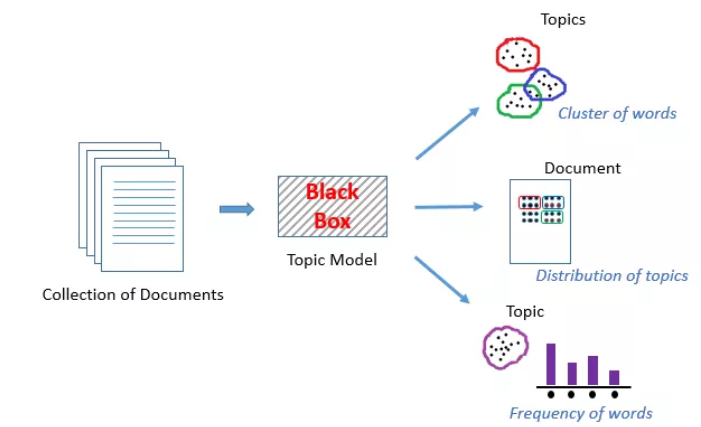 Topics
Cluster of words
Black
Box
Topic Model
Collection of Documents
Document
Distribution of topics
Topic
Frequency of words